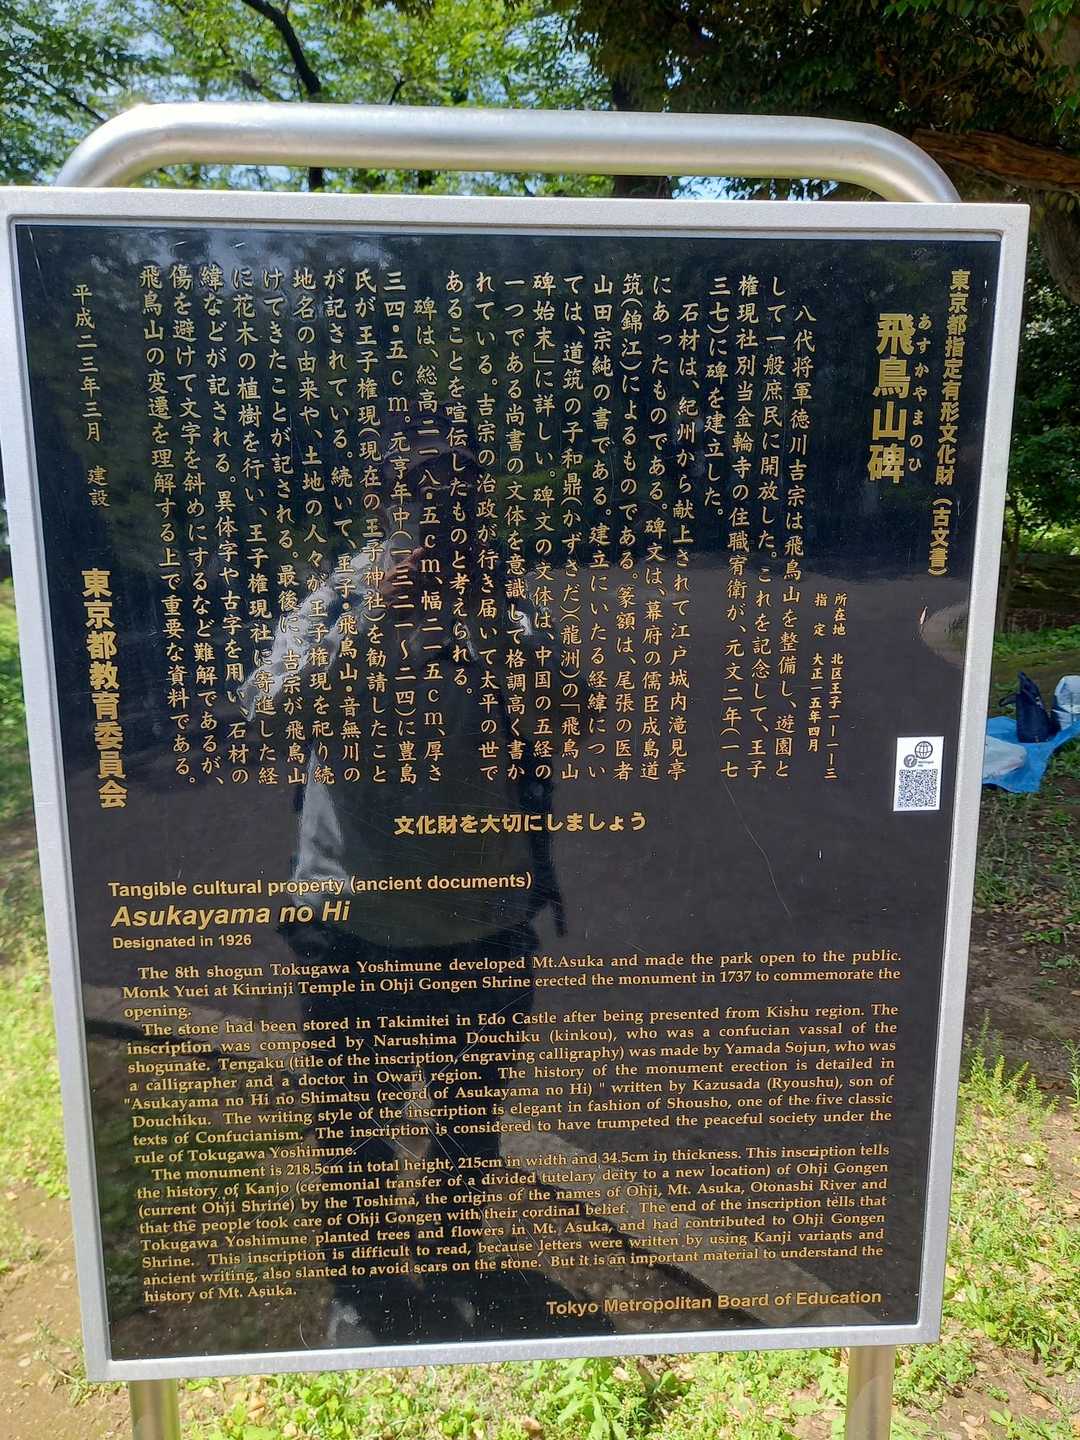 東京都指定有形文化財（古文書）
あすかやまのひ
飛鳥山碑
所在地　北区王子一―一―三
指　定　大正一五年四月
八代将軍徳川吉宗は飛鳥山を整備し、遊園と
して一般庶民に開放した。これを記念して、王子
権現社別当金輪寺の住職宥衛が、元文二年（一七
三七）に碑を建立した。
石材は、紀州から献上されて江戸城内滝見亭
にあったものである。碑文は、幕府の儒臣成島道
筑（錦江）によるものである。篆額は、尾張の医者
山田宗純の書である。建立にいたる経緯につい
ては、道筑の子和鼎（かずさだ）（龍洲）の「飛鳥山
碑始末」に詳しい。碑文の文体は、中国の五経の
一つである尚書の文体を意識して格調高く書か
れている。吉宗の治政が行き届いて太平の世で
あることを喧伝したものと考えられる。
碑は、総高二一八・五ｃｍ、幅二一五ｃｍ、厚さ
三四・五ｃｍ。元亨年中（一三二一～二四）に豊島
氏が王子権現（現在の王子神社）を勧請したこと
が記されている。続いて、王子・飛鳥山・音無川の
地名の由来や、土地の人々が王子権現を祀り続
けてきたことが記される。最後に、吉宗が飛鳥山
に花木の植樹を行い、王子権現社に寄進した経
緯などが記される。異体字や古字を用い、石材の
傷を避けて文字を斜めにするなど難解であるが、
飛鳥山の変遷を理解する上で重要な資料である。
平成二三年三月　建設
東京都教育委員会
文化財を大切にしましょう
Tangible cultural property (ancient documents)
Asukayama no Hi
Designated in 1926
The 8th shogun Tokugawa Yoshimune developed Mt.Asuka and made the park open to the public.
Monk Yuei at Kinrinji Temple in Ohji Gongen Shrine erected the monument in 1737 to commemorate the
opening.
The stone had been stored in Takimitei in Edo Castle after being presented from Kishu region. The
inscription was composed by Narushima Douchiku (kinkou), who was a confucian vassal of the
shogunate. Tengaku (title of the inscription, engraving calligraphy) was made by Yamada Sojun, who was
a calligrapher and a doctor in Owari region. The history of the monument erection is detailed in
"Asukayama no Hi no Shimatsu (record of Asukayama no Hi) " written by Kazusada (Ryoushu), son of
Douchiku. The writing style of the inscription is elegant in fashion of Shousho, one of the five classic
texts of Confucianism. The inscription is considered to have trumpeted the peaceful society under the
rule of Tokugawa Yoshimune.
The monument is 218.5cm in total height, 215cm in width and 34.5cm in thickness. This inscription tells
the history of Kanjo (ceremonial transfer of a divided tutelary deity to a new location) of Ohji Gongen
(current Ohji Shrine) by the Toshima, the origins of the names of Ohji, Mt. Asuka, Otonashi River and
that the people took care of Ohji Gongen with their cordinal belief. The end of the inscription tells that
Tokugawa Yoshimune planted trees and flowers in Mt. Asuka, and had contributed to Ohji Gongen
Shrine. This inscription is difficult to read, because letters were written by using Kanji variants and
ancient writing, also slanted to avoid scars on the stone. But it is an important material to understand the
history of Mt. Asuka.
Tokyo Metropolitan Board of Education